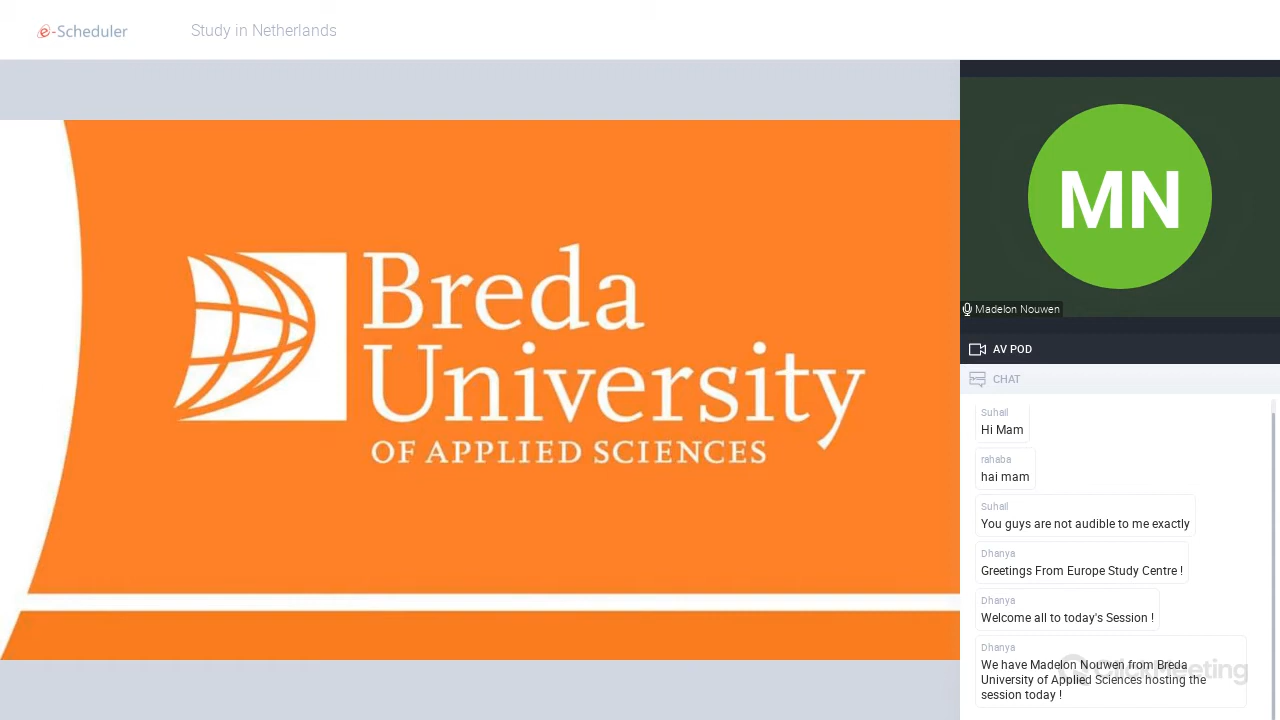 e-Scheduler
Study in Netherlands
Breda
University
OF APPLIED SCIENCES
MN
Madelon Nouwen
AV POD
CHAT
Suhail
Hi Mam
rahaba
hai mam
Suhail
You guys are not audible to me exactly
Dhanya
Greetings From Europe Study Centre !
Dhanya
Welcome all to today's Session !
Dhanya
We have Madelon Nouwen from Breda
University of Applied Sciences hosting the
session today !
ClickMeeting